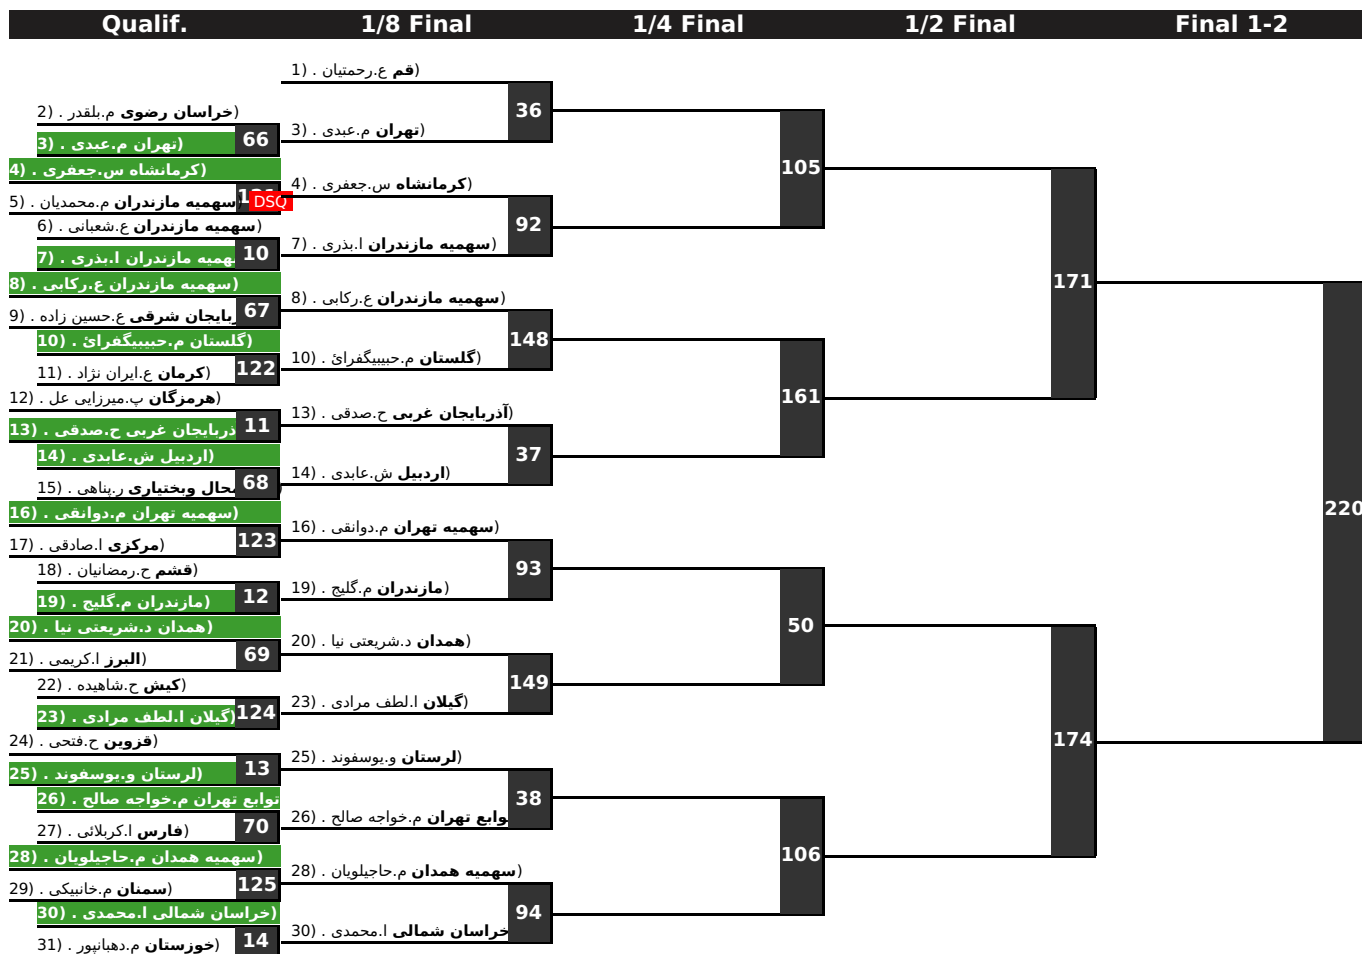 Qualif. 1/8 Final 1/4 Final 1/2 Final Final 1-2
1) . قم ع.رحمتیان)
36
3) . تهران م.عبدی)
2) . خراسان رضوی م.بلقدر)
66
3) . تهران م.عبدی)
105
4) . کرمانشاه س.جعفری)
DSQ
5) . سهمیه مازندران م.محمدیان)
4) . کرمانشاه س.جعفری)
92
7) . سهمیه مازندران ا.بذری)
6) . سهمیه مازندران ع.شعبانی)
10
7) . مازندران ا.بذری
171
8) . سهمیه مازندران ع.رکابی)
67
9) . شرقی ع.حسین زاده
8) . سهمیه مازندران ع.رکابی)
148
10) . گلستان م.حبیبیگفرائ)
10) . گلستان م.حبیبیگفرائ)
122
11) . کرمان ع.ایران نژاد)
161
12) . هرمزگان پ.میرزایی عل)
11
13) . غربی ح.صدقی
13) . آذربایجان غربی ح.صدقی)
37
14) . اردبیل ش.عابدی)
14) . اردبیل ش.عابدی)
68
15) . وبختیاری ر.پناهی
220
16) . سهمیه تهران م.دوانقی)
123
17) . مرکزی ا.صادقی)
16) . سهمیه تهران م.دوانقی)
93
19) . مازندران م.گلیج)
18) . قشم ح.رمضانیان)
12
19) . مازندران م.گلیج)
50
20) . همدان د.شریعتی نیا)
69
21) . البرز ا.کریمی)
20) . همدان د.شریعتی نیا)
149
23) . گیلان ا.لطف مرادی)
22) . کیش ح.شاهیده)
124
23) . گیلان ا.لطف مرادی)
174
24) . قزوین ح.فتحی)
13
25) . لرستان و.یوسفوند)
25) . لرستان و.یوسفوند)
38
26) . تهران م.خواجه صالح
26) . توابع تهران م.خواجه صالح
70
27) . فارس ا.کربلائی)
106
28) . سهمیه همدان م.حاجیلویان)
125
29) . سمنان م.خانبیکی)
28) . سهمیه همدان م.حاجیلویان)
94
30) . خراسان شمالی ا.محمدی
30) . خراسان شمالی ا.محمدی)
14
31) . خوزستان م.دهبانپور)